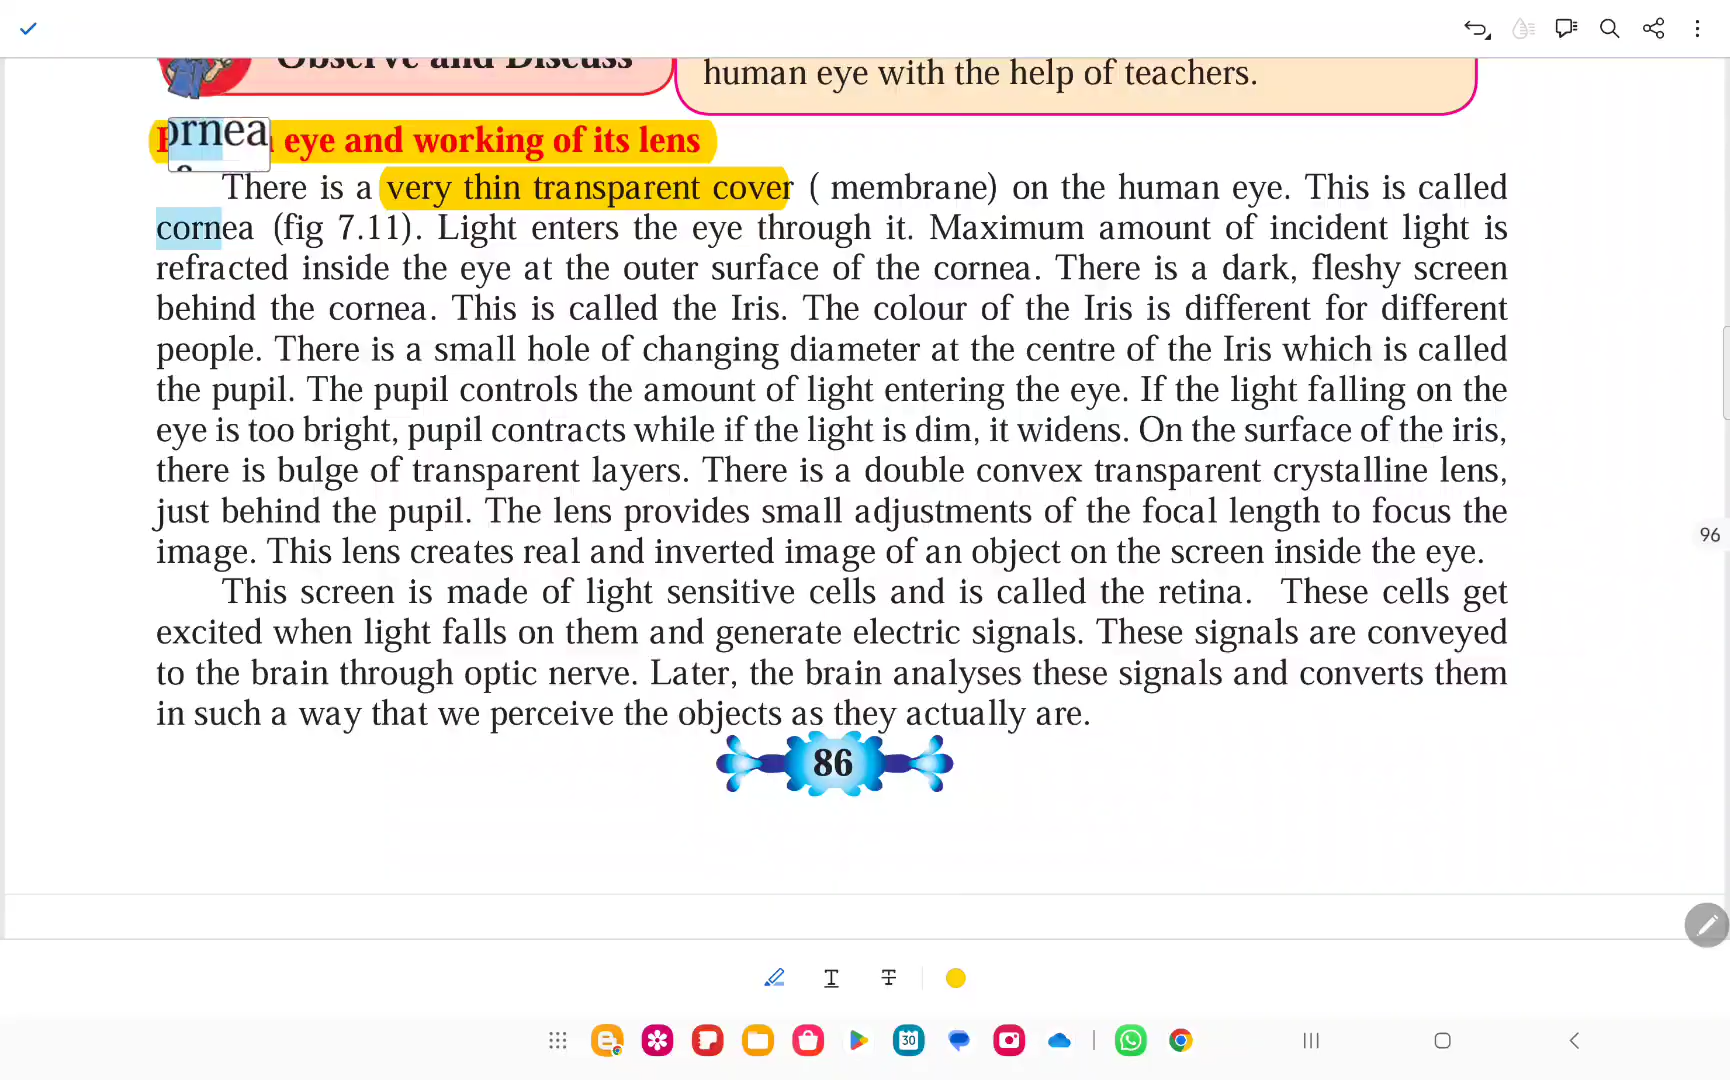 Observe and Discuss
human eye with the help of teachers.
ornea
eye and working of its lens
There is a very thin transparent cover ( membrane) on the human eye. This is called
cornea (fig 7.11). Light enters the eye through it. Maximum amount of incident light is
refracted inside the eye at the outer surface of the cornea. There is a dark, fleshy screen
behind the cornea. This is called the Iris. The colour of the Iris is different for different
people. There is a small hole of changing diameter at the centre of the Iris which is called
the pupil. The pupil controls the amount of light entering the eye. If the light falling on the
eye is too bright, pupil contracts while if the light is dim, it widens. On the surface of the iris,
there is bulge of transparent layers. There is a double convex transparent crystalline lens,
just behind the pupil. The lens provides small adjustments of the focal length to focus the
image. This lens creates real and inverted image of an object on the screen inside the eye.
96
This screen is made of light sensitive cells and is called the retina. These cells get
excited when light falls on them and generate electric signals. These signals are conveyed
to the brain through optic nerve. Later, the brain analyses these signals and converts them
in such a way that we perceive the objects as they actually are.
86
30